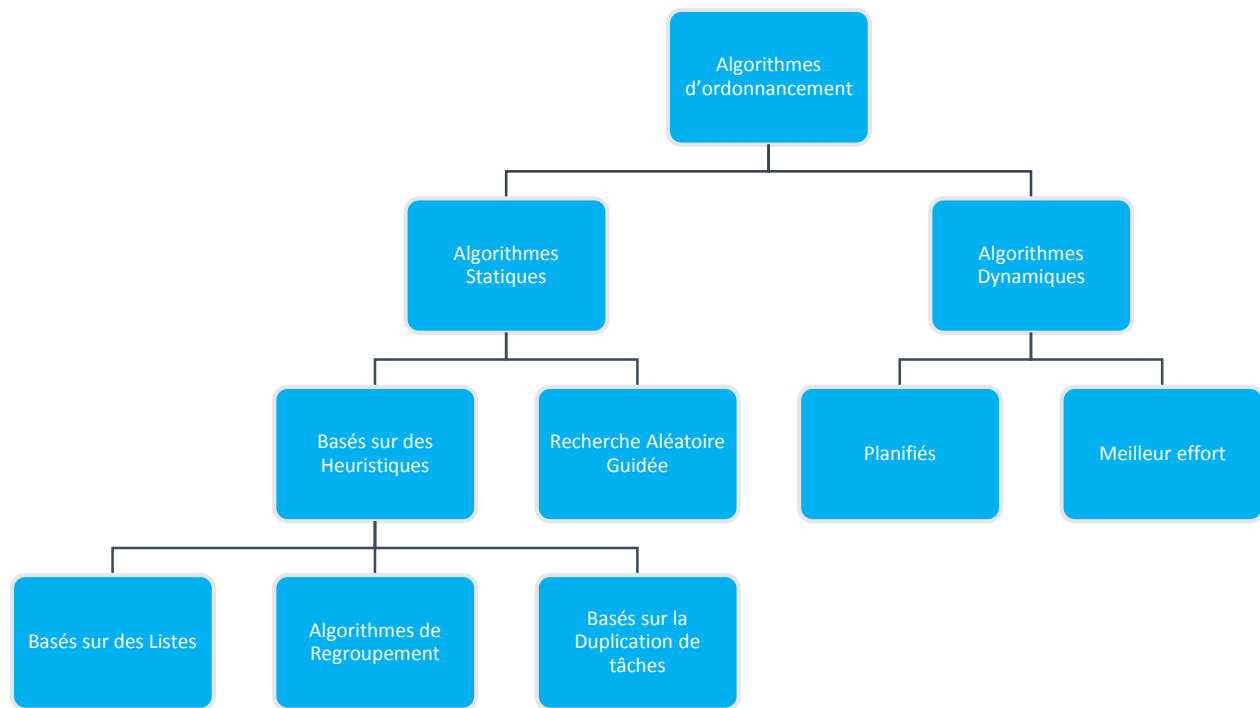 Algorithmes
d’ordonnancement
Algorithmes
Statiques
Algorithmes
Dynamiques
Basés sur des
Heuristiques
Recherche Aléatoire
Guidée
Planifiés
Meilleur effort
Basés sur des Listes
Algorithmes de
Regroupement
Basés sur la
Duplication de
tâches